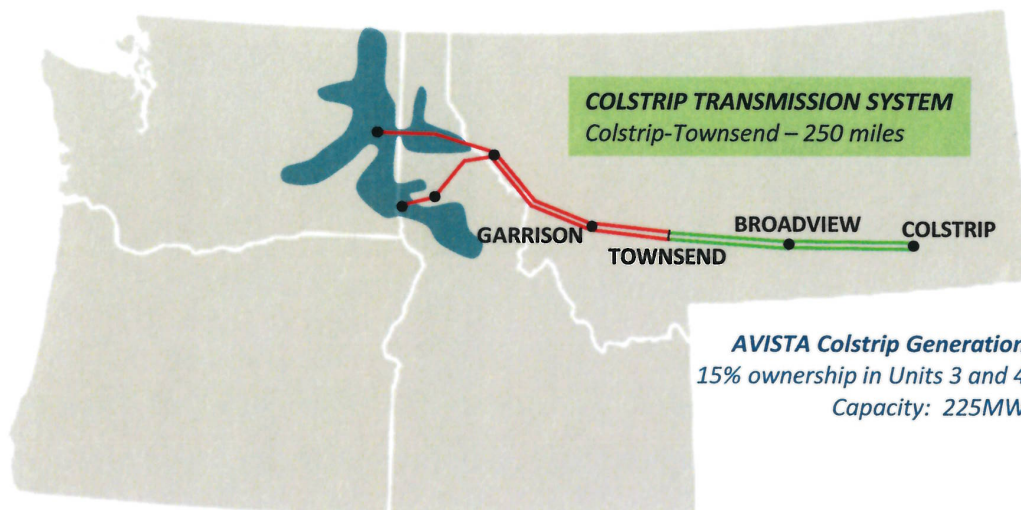 COLSTRIP TRANSMISSION SYSTEM
Colstrip-Townsend – 250 miles
BROADVIEW
COLSTRIP
GARRISON
TOWNSEND
AVISTA Colstrip Generation
15% ownership in Units 3 and 4
Capacity: 225MW